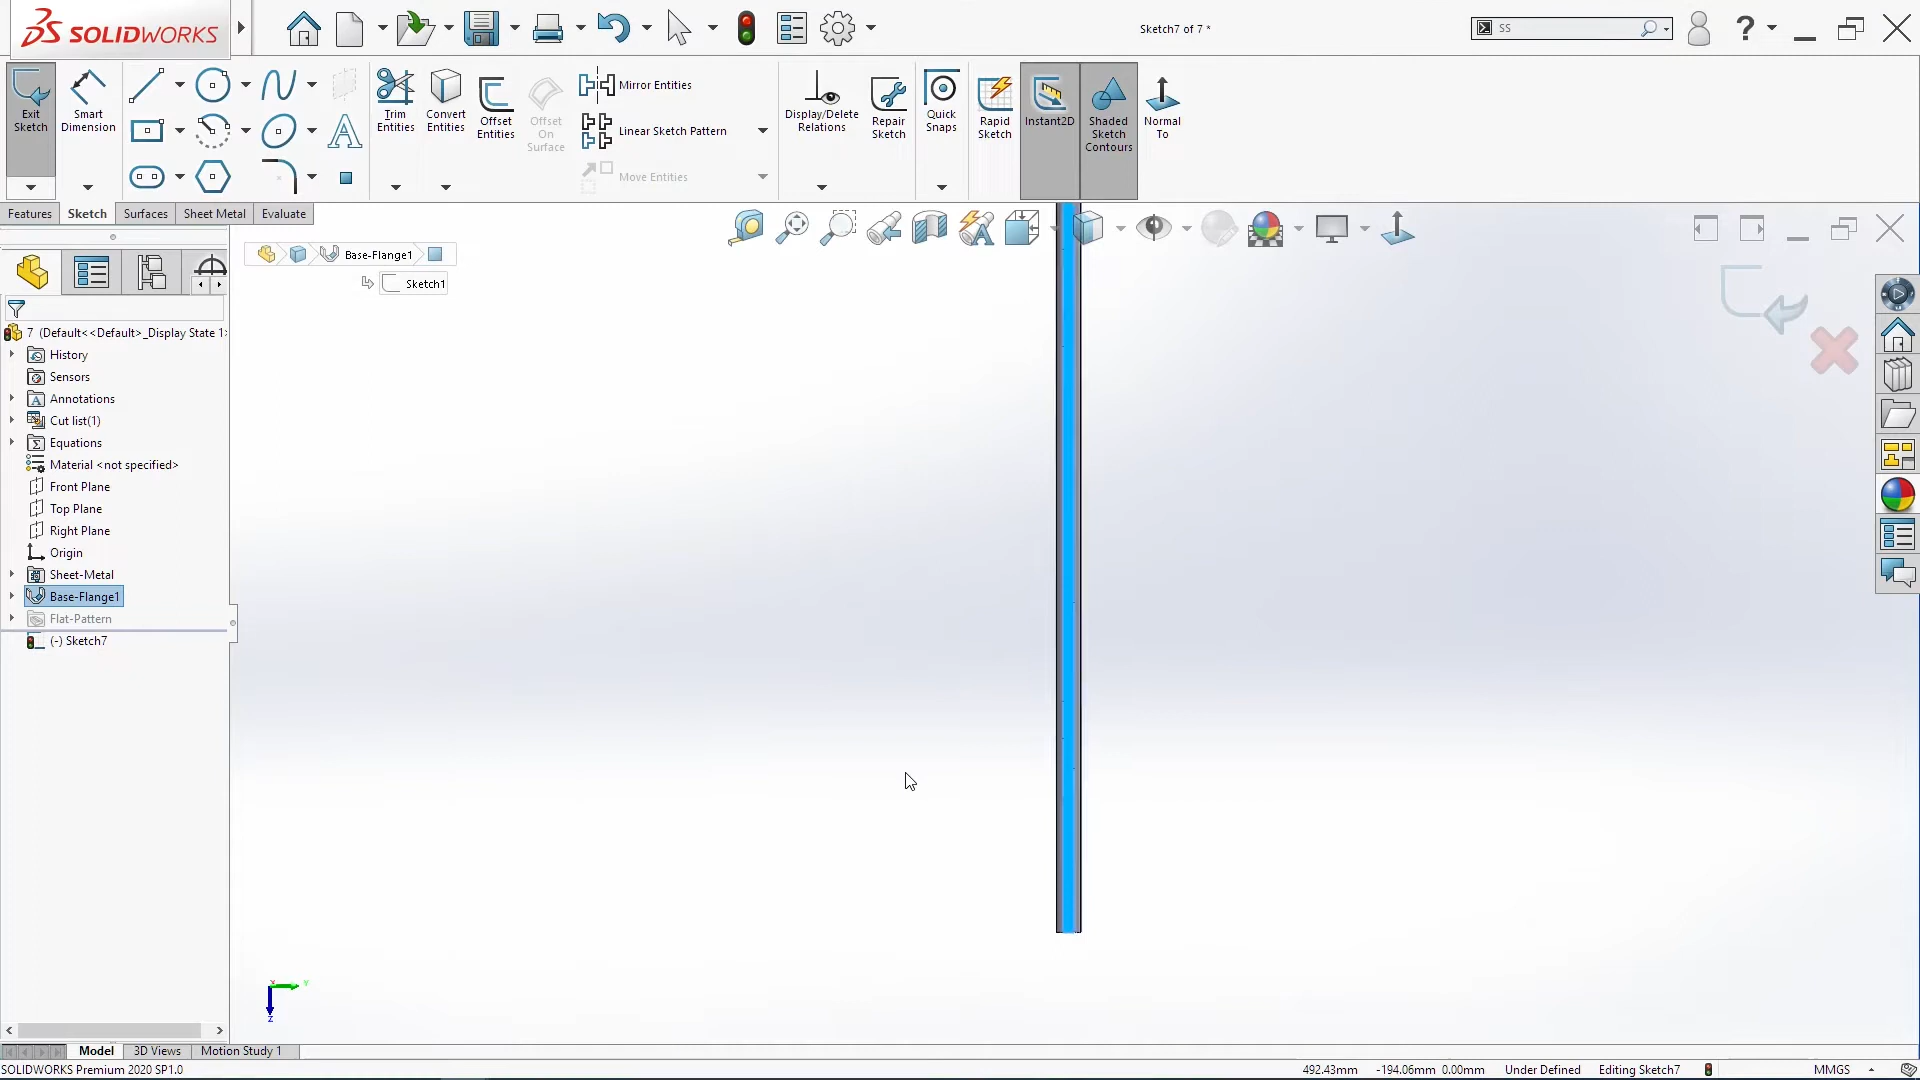 SOLIDWORKS
Sketch7 of 7 *
SS
Exit Sketch
Smart Dimension
Trim Entities
Convert Entities
Offset Entities
Offset On Surface
Mirror Entities
Linear Sketch Pattern
Move Entities
Display/Delete Relations
Repair Sketch
Quick Snaps
Rapid Sketch
Instant2D
Shaded Sketch Contours
Normal To
Features
Sketch
Surfaces
Sheet Metal
Evaluate
Base-Flange1
Sketch1
7 (Default<<Default>_Display State 1>
History
Sensors
Annotations
Cut list(1)
Equations
Material <not specified>
Front Plane
Top Plane
Right Plane
Origin
Sheet-Metal
Base-Flange1
Flat-Pattern
(-) Sketch7
X
Y
Z
Model
3D Views
Motion Study 1
SOLIDWORKS Premium 2020 SP1.0
492.43mm
-194.06mm
0.00mm
Under Defined
Editing Sketch7
MMGS